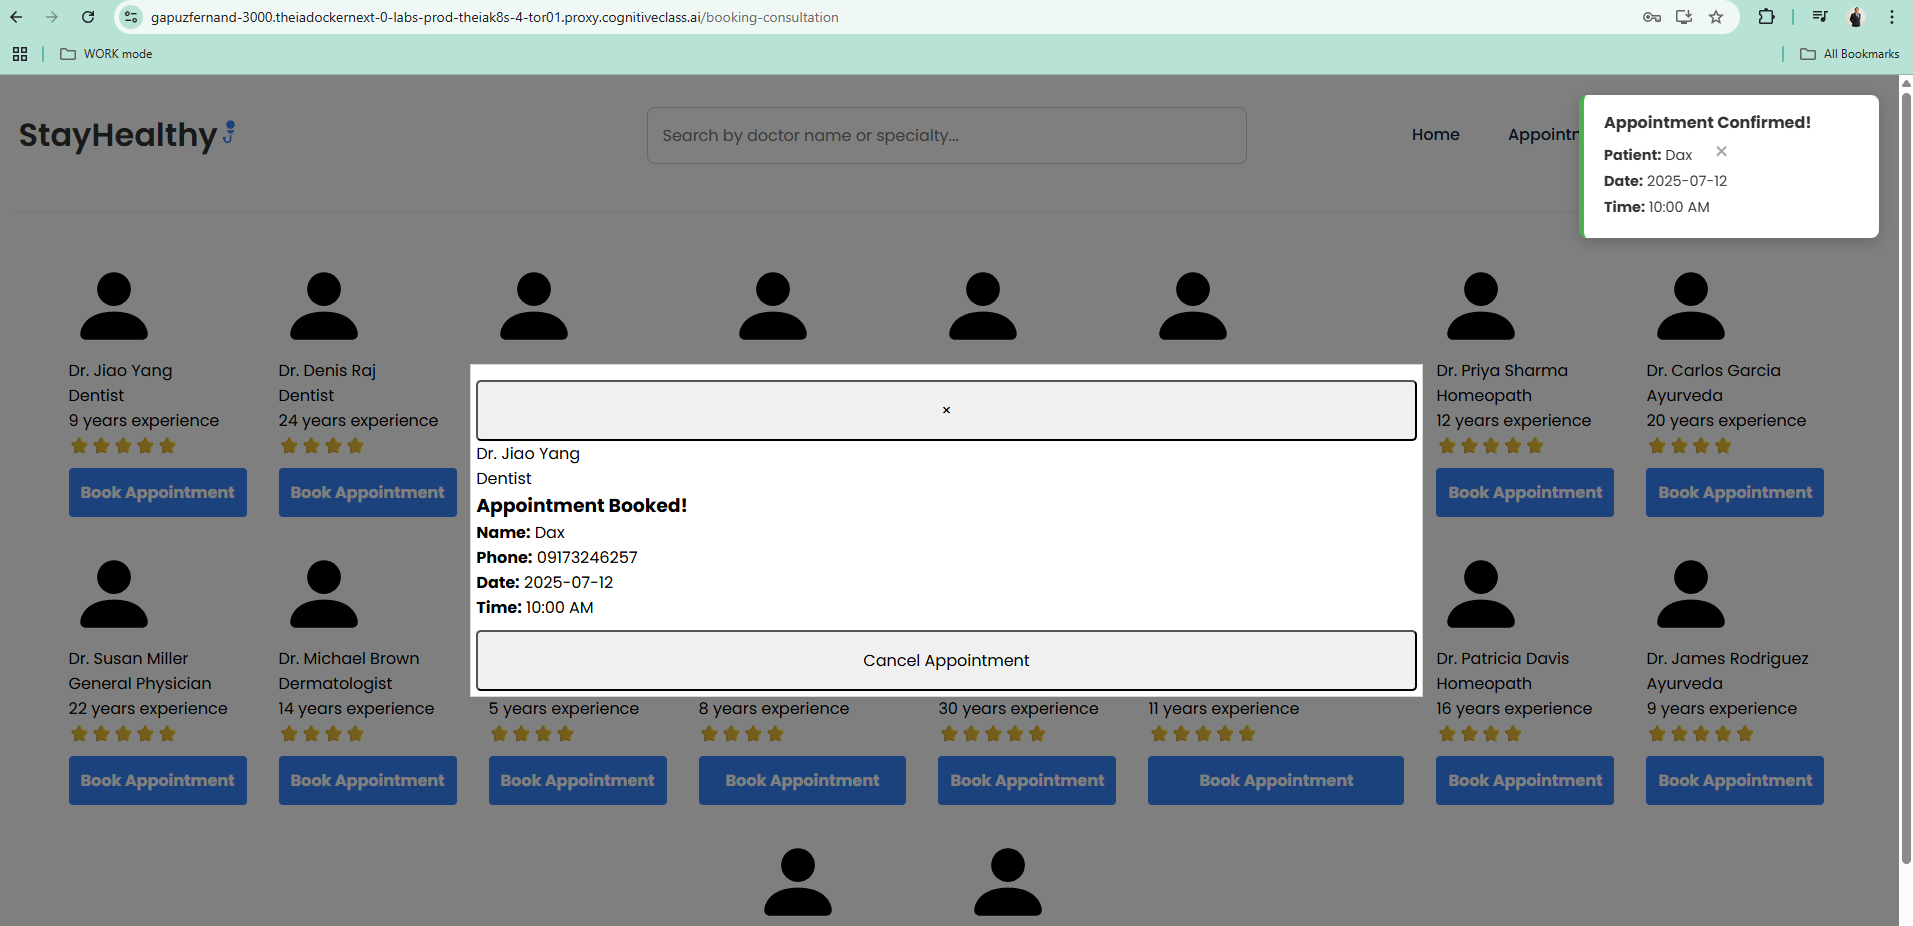 gapuzfernand-3000.theiadockernext-0-labs-prod-theiak8s-4-tor01.proxy.cognitiveclass.ai/booking-consultation
WORK mode
All Bookmarks
StayHealthy
Search by doctor name or specialty...
Home
Appointn
Appointment Confirmed!
Patient: Dax ×
Date: 2025-07-12
Time: 10:00 AM
Dr. Jiao Yang
Dentist
9 years experience
Book Appointment
Dr. Denis Raj
Dentist
24 years experience
Book Appointment
×
Dr. Jiao Yang
Dentist
Appointment Booked!
Name: Dax
Phone: 09173246257
Date: 2025-07-12
Time: 10:00 AM
Cancel Appointment
Dr. Priya Sharma
Homeopath
12 years experience
Book Appointment
Dr. Carlos Garcia
Ayurveda
20 years experience
Book Appointment
Dr. Susan Miller
General Physician
22 years experience
Book Appointment
Dr. Michael Brown
Dermatologist
14 years experience
Book Appointment
5 years experience
Book Appointment
8 years experience
Book Appointment
30 years experience
Book Appointment
11 years experience
Book Appointment
Dr. Patricia Davis
Homeopath
16 years experience
Book Appointment
Dr. James Rodriguez
Ayurveda
9 years experience
Book Appointment